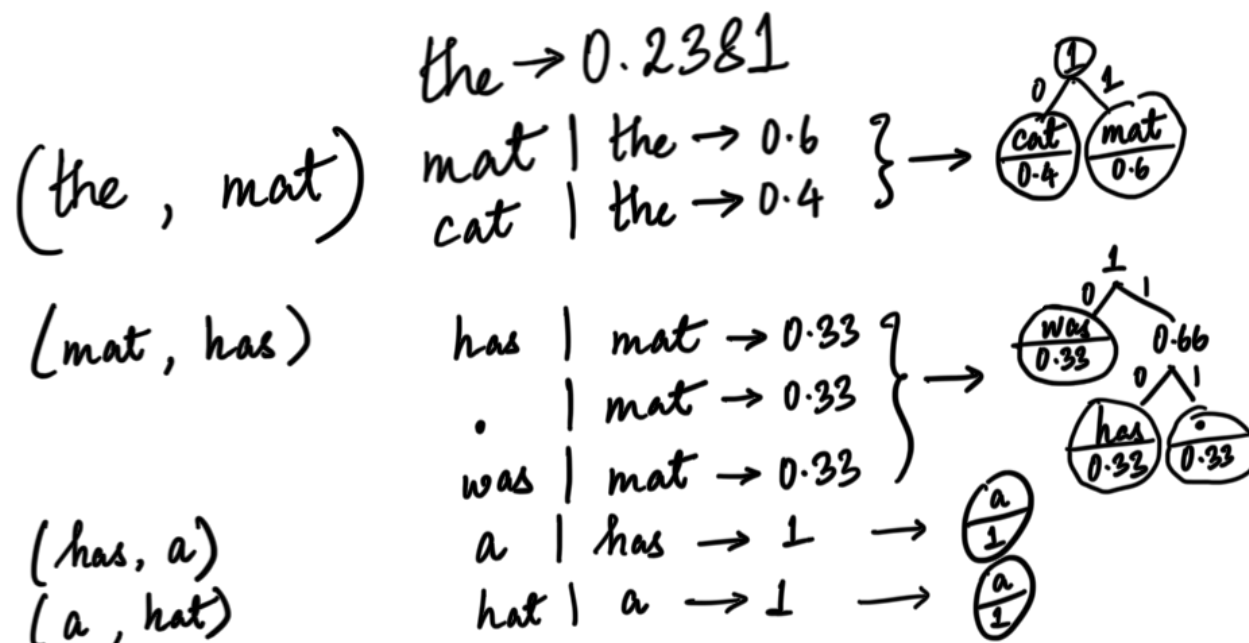 the → 0.2381
(the , mat) mat | the → 0.6 } → 1 0 1 cat 0.4 mat 0.6
cat | the → 0.4
(mat, has) has | mat → 0.33 } → 1 0 1 was 0.33 0.66
. | mat → 0.33 0 1 has 0.33 . 0.33
was | mat → 0.33
(has, a) a | has → 1 → a 1
(a , hat) hat | a → 1 → a 1